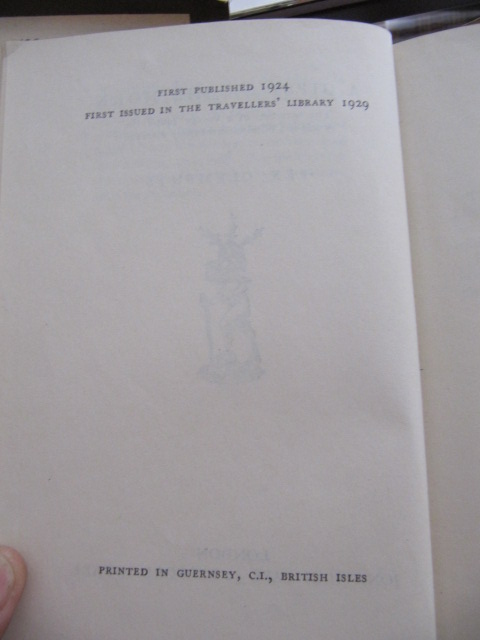 FIRST PUBLISHED 1924
FIRST ISSUED IN THE TRAVELLERS' LIBRARY 1929
PRINTED IN GUERNSEY, C.I., BRITISH ISLES